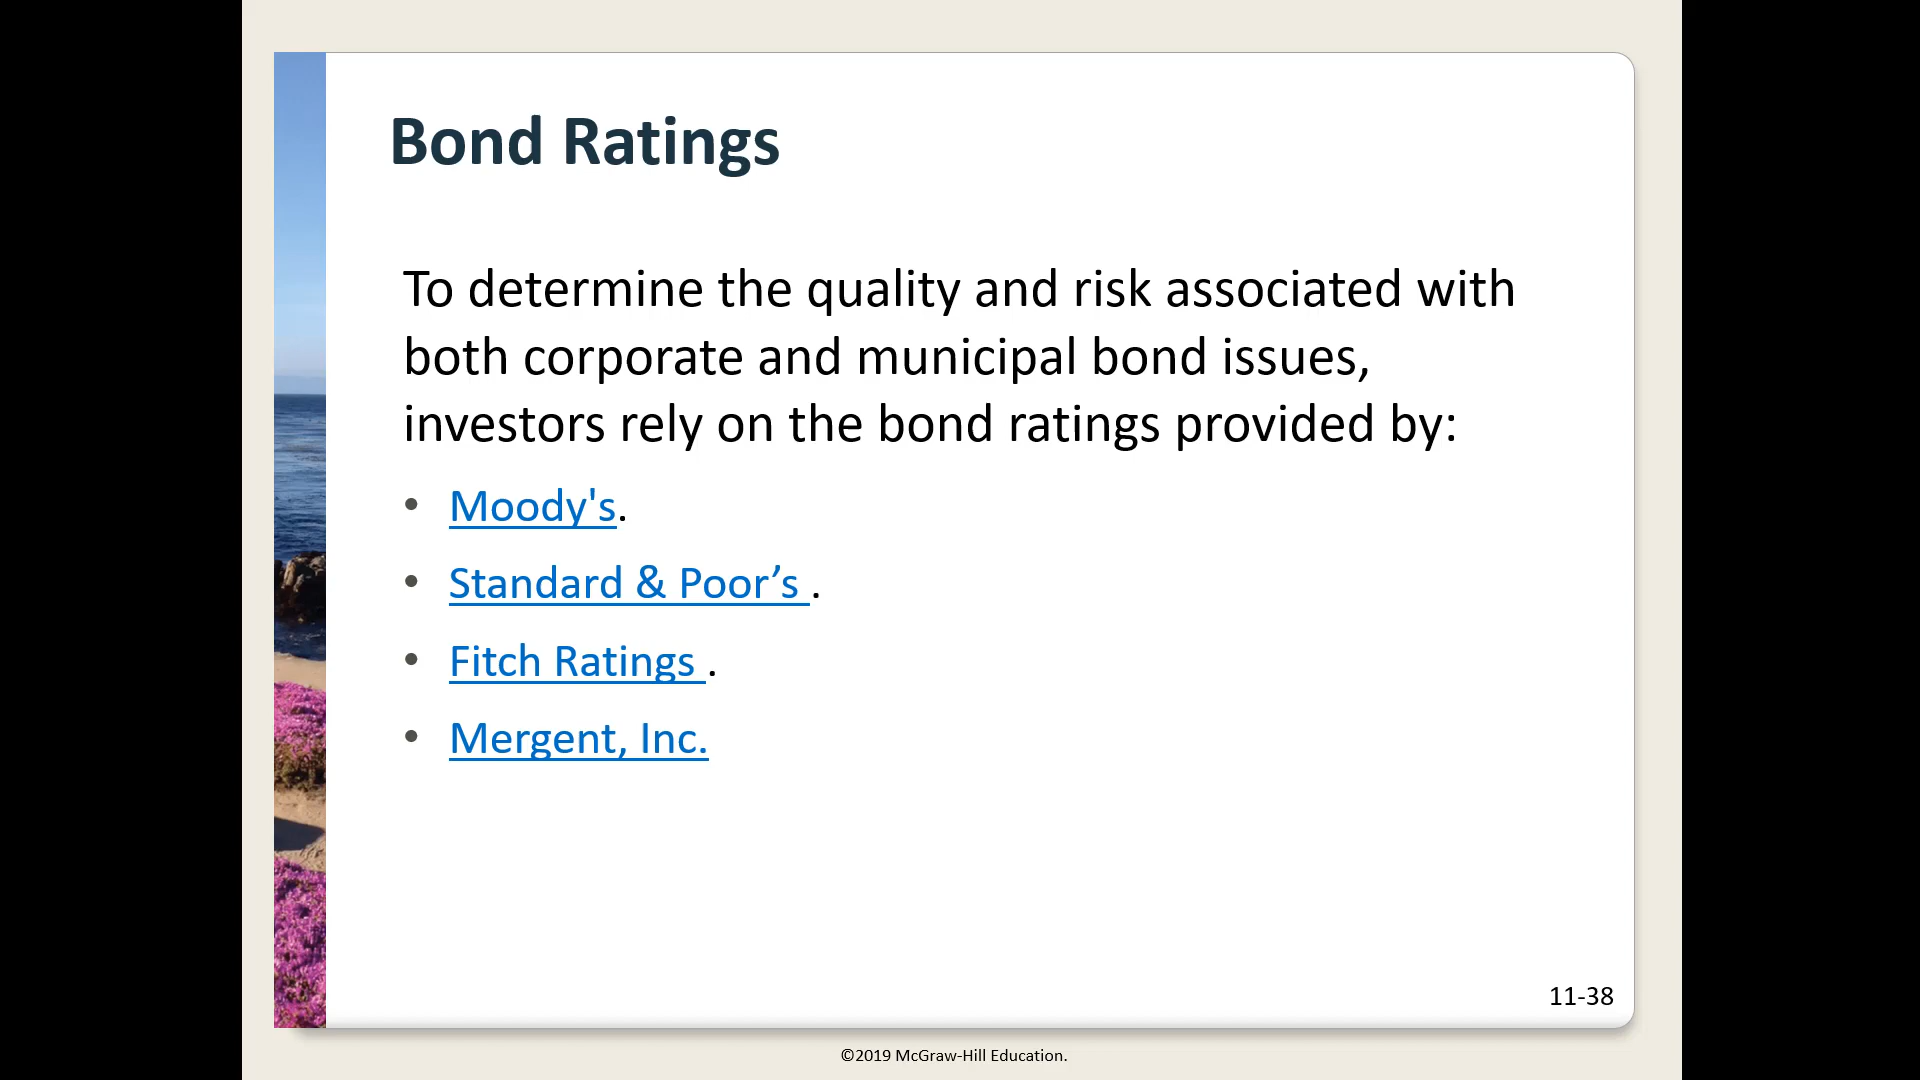 Bond Ratings
To determine the quality and risk associated with
both corporate and municipal bond issues,
investors rely on the bond ratings provided by:
• Moody's.
• Standard & Poor’s .
• Fitch Ratings .
• Mergent, Inc.
11-38
©2019 McGraw-Hill Education.